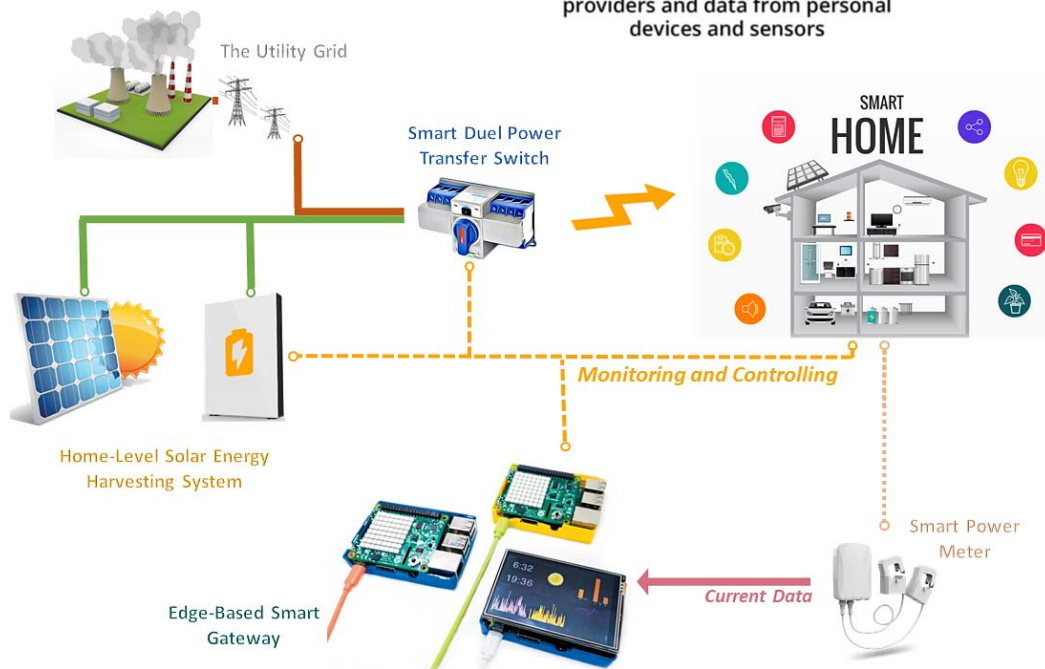 providers and data from personal
devices and sensors
The Utility Grid
Smart Duel Power
Transfer Switch
SMART
HOME
Monitoring and Controlling
Home-Level Solar Energy
Harvesting System
Smart Power
Meter
6:32
19:36
Current Data
Edge-Based Smart
Gateway